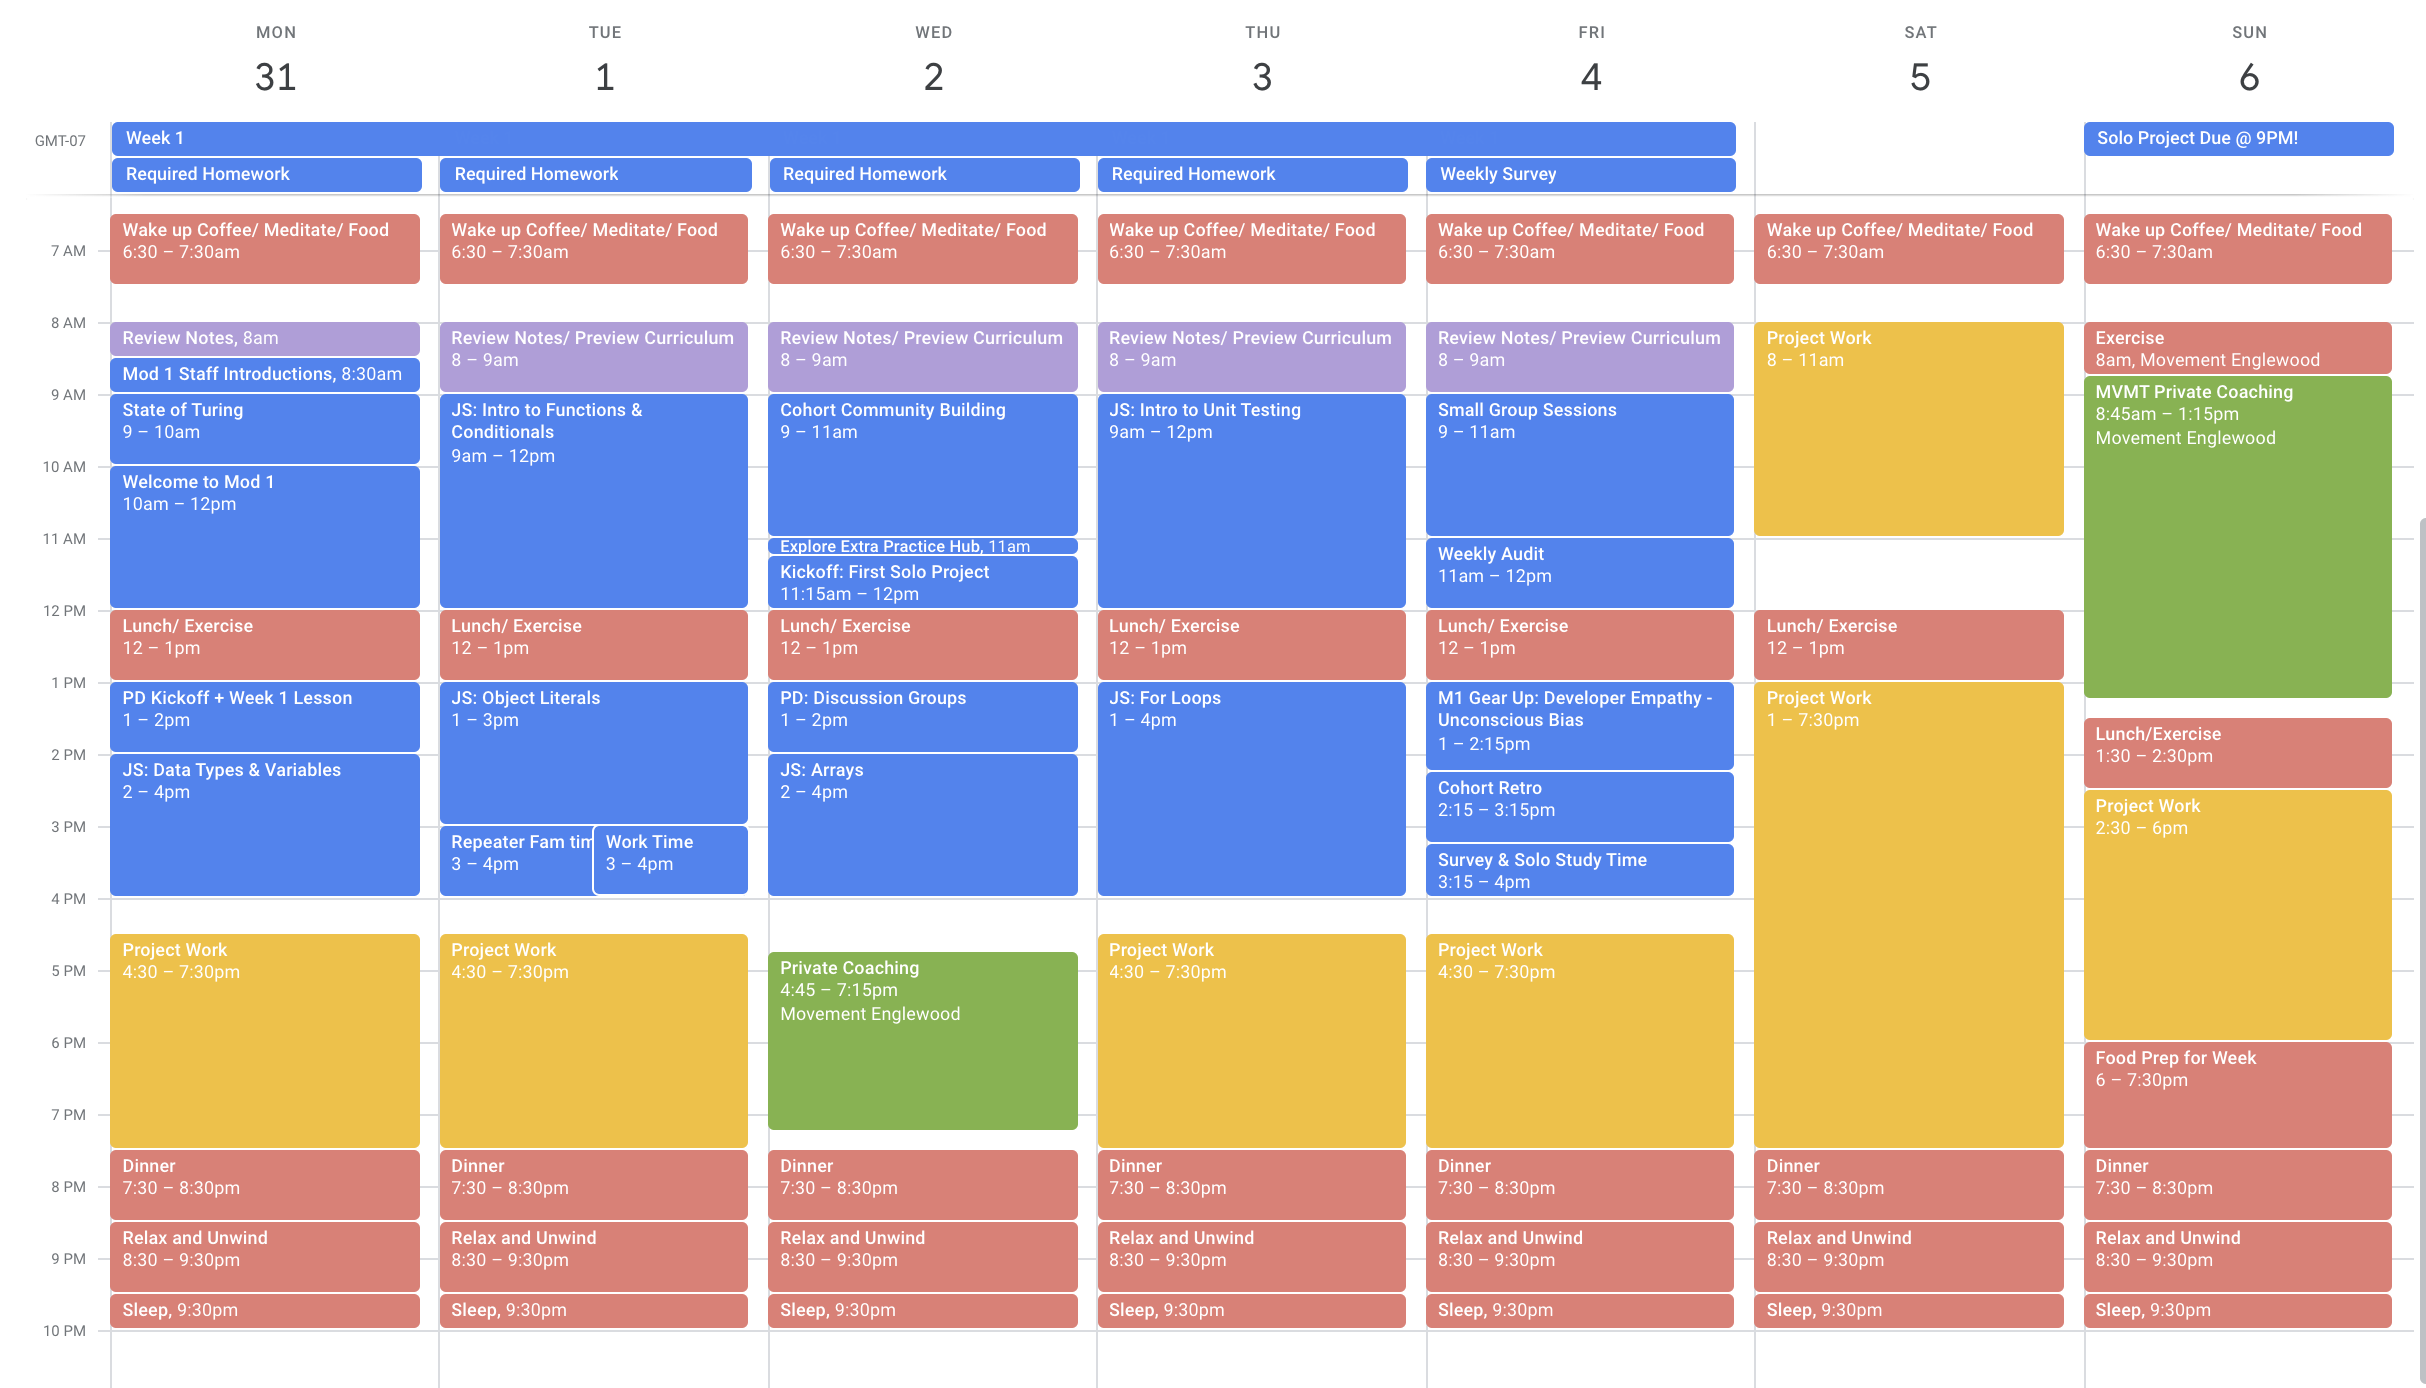 MON
31
TUE
1
WED
2
THU
3
FRI
4
SAT
5
SUN
6
GMT-07
Week 1
Solo Project Due @ 9PM!
Required Homework
Required Homework
Required Homework
Required Homework
Weekly Survey
7 AM
8 AM
9 AM
10 AM
11 AM
12 PM
1 PM
2 PM
3 PM
4 PM
5 PM
6 PM
7 PM
8 PM
9 PM
10 PM
Wake up Coffee/ Meditate/ Food
6:30 – 7:30am
Review Notes, 8am
Mod 1 Staff Introductions, 8:30am
State of Turing
9 – 10am
Welcome to Mod 1
10am – 12pm
Lunch/ Exercise
12 – 1pm
PD Kickoff + Week 1 Lesson
1 – 2pm
JS: Data Types & Variables
2 – 4pm
Project Work
4:30 – 7:30pm
Dinner
7:30 – 8:30pm
Relax and Unwind
8:30 – 9:30pm
Sleep, 9:30pm
Wake up Coffee/ Meditate/ Food
6:30 – 7:30am
Review Notes/ Preview Curriculum
8 – 9am
JS: Intro to Functions &
Conditionals
9am – 12pm
Lunch/ Exercise
12 – 1pm
JS: Object Literals
1 – 3pm
Repeater Fam tim
3 – 4pm
Work Time
3 – 4pm
Project Work
4:30 – 7:30pm
Dinner
7:30 – 8:30pm
Relax and Unwind
8:30 – 9:30pm
Sleep, 9:30pm
Wake up Coffee/ Meditate/ Food
6:30 – 7:30am
Review Notes/ Preview Curriculum
8 – 9am
Cohort Community Building
9 – 11am
Explore Extra Practice Hub, 11am
Kickoff: First Solo Project
11:15am – 12pm
Lunch/ Exercise
12 – 1pm
PD: Discussion Groups
1 – 2pm
JS: Arrays
2 – 4pm
Private Coaching
4:45 – 7:15pm
Movement Englewood
Dinner
7:30 – 8:30pm
Relax and Unwind
8:30 – 9:30pm
Sleep, 9:30pm
Wake up Coffee/ Meditate/ Food
6:30 – 7:30am
Review Notes/ Preview Curriculum
8 – 9am
JS: Intro to Unit Testing
9am – 12pm
Lunch/ Exercise
12 – 1pm
JS: For Loops
1 – 4pm
Project Work
4:30 – 7:30pm
Dinner
7:30 – 8:30pm
Relax and Unwind
8:30 – 9:30pm
Sleep, 9:30pm
Wake up Coffee/ Meditate/ Food
6:30 – 7:30am
Review Notes/ Preview Curriculum
8 – 9am
Small Group Sessions
9 – 11am
Weekly Audit
11am – 12pm
Lunch/ Exercise
12 – 1pm
M1 Gear Up: Developer Empathy -
Unconscious Bias
1 – 2:15pm
Cohort Retro
2:15 – 3:15pm
Survey & Solo Study Time
3:15 – 4pm
Project Work
4:30 – 7:30pm
Dinner
7:30 – 8:30pm
Relax and Unwind
8:30 – 9:30pm
Sleep, 9:30pm
Wake up Coffee/ Meditate/ Food
6:30 – 7:30am
Project Work
8 – 11am
Lunch/ Exercise
12 – 1pm
Project Work
1 – 7:30pm
Dinner
7:30 – 8:30pm
Relax and Unwind
8:30 – 9:30pm
Sleep, 9:30pm
Wake up Coffee/ Meditate/ Food
6:30 – 7:30am
Exercise
8am, Movement Englewood
MVMT Private Coaching
8:45am – 1:15pm
Movement Englewood
Lunch/Exercise
1:30 – 2:30pm
Project Work
2:30 – 6pm
Food Prep for Week
6 – 7:30pm
Dinner
7:30 – 8:30pm
Relax and Unwind
8:30 – 9:30pm
Sleep, 9:30pm